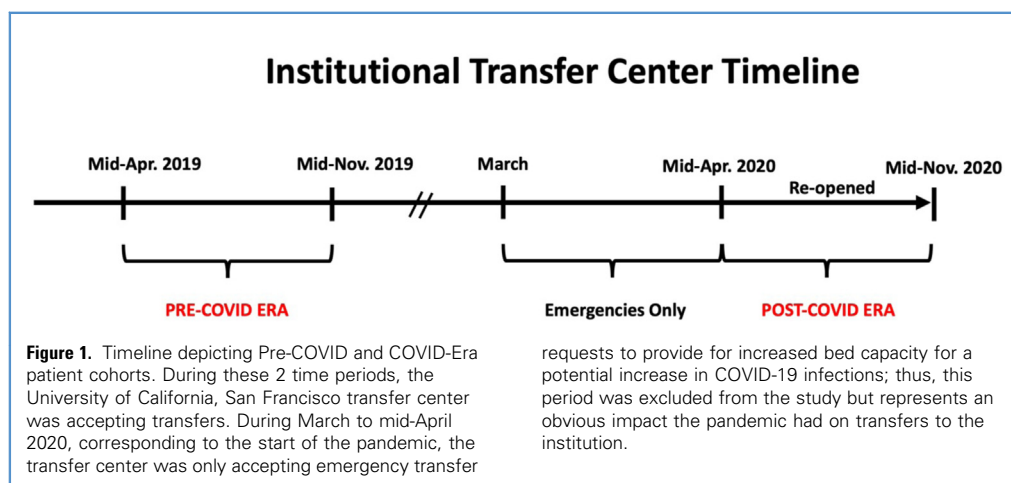 Institutional Transfer Center Timeline
Mid-Apr. 2019
Mid-Nov. 2019
March
Mid-Apr. 2020
Mid-Nov. 2020
Re-opened
PRE-COVID ERA
Emergencies Only
POST-COVID ERA
Figure 1. Timeline depicting Pre-COVID and COVID-Era
patient cohorts. During these 2 time periods, the
University of California, San Francisco transfer center
was accepting transfers. During March to mid-April
2020, corresponding to the start of the pandemic, the
transfer center was only accepting emergency transfer
requests to provide for increased bed capacity for a
potential increase in COVID-19 infections; thus, this
period was excluded from the study but represents an
obvious impact the pandemic had on transfers to the
institution.